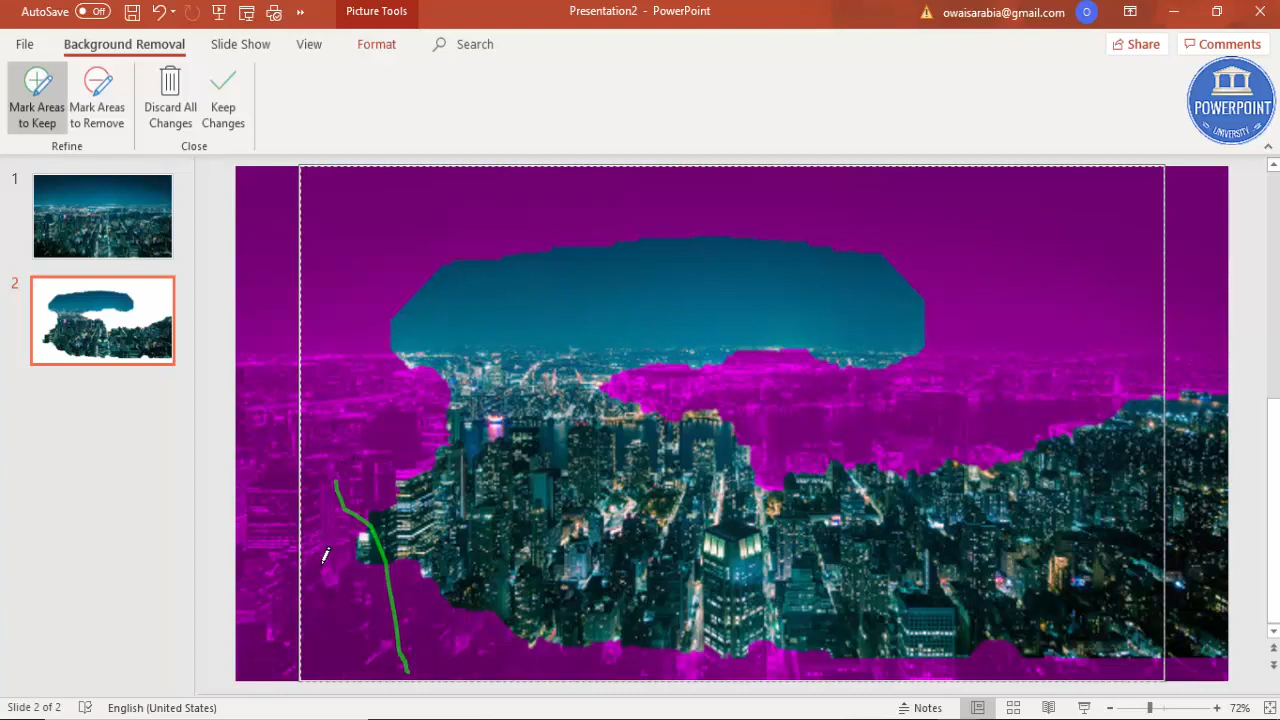 AutoSave Off Picture Tools Presentation2 - PowerPoint owaisarabia@gmail.com O
File Background Removal Slide Show View Format Search Share Comments
Mark Areas to Keep
Mark Areas to Remove
Discard All Changes
Keep Changes
Refine Close
POWERPOINT
UNIVERSITY
1
2
Slide 2 of 2 English (United States) Notes 72%